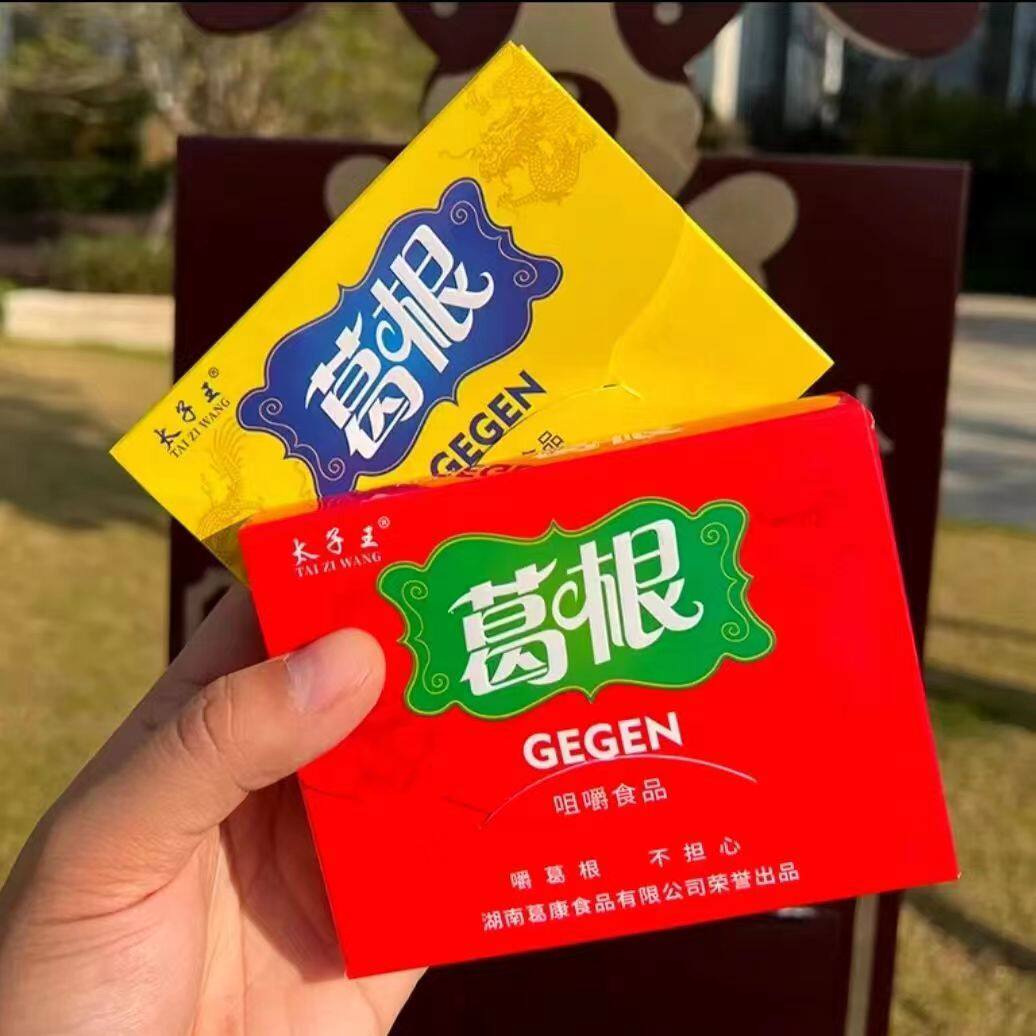 太子王®
TAI ZI WANG
葛根
GEGEN
品
太子王®
TAI ZI WANG
葛根
GEGEN
咀嚼食品
嚼葛根 不担心
湖南葛康食品有限公司荣誉出品